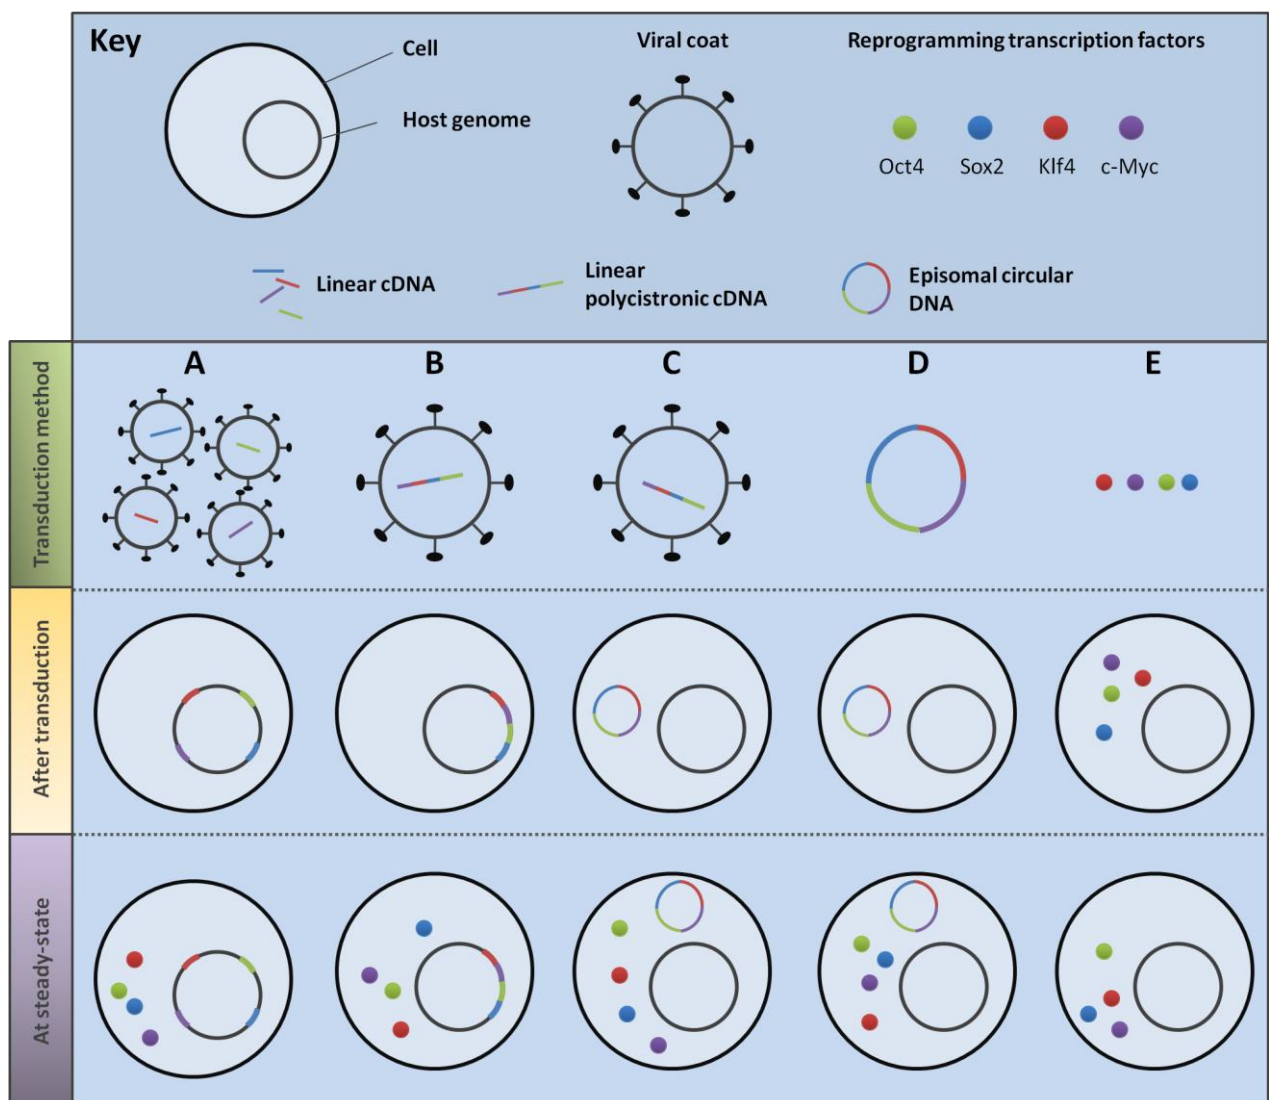 Key
Cell
Host genome
Viral coat
Reprogramming transcription factors
Oct4
Sox2
Klf4
c-Myc
Linear cDNA
Linear
polycistronic cDNA
Episomal circular
DNA
A
B
C
D
E
Transduction method
After transduction
At steady-state